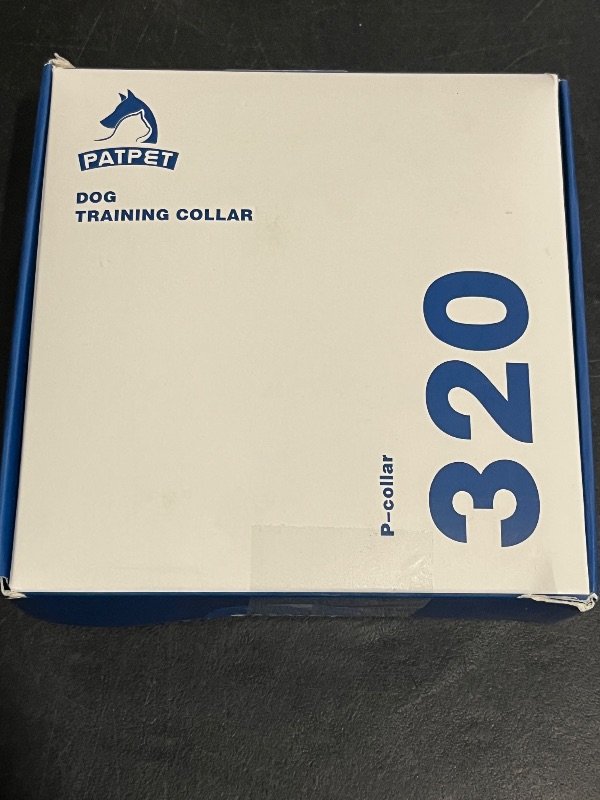 PATPET
DOG
TRAINING COLLAR
P-collar
320